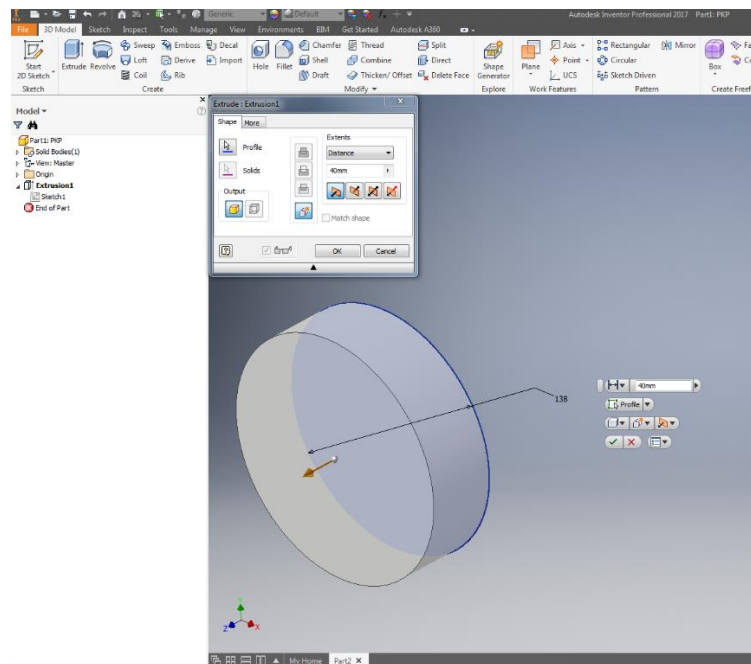 Generic Default Autodesk Inventor Professional 2017 Part1: PKP
File 3D Model Sketch Inspect Tools Manage View Environments BIM Get Started Autodesk A360
Start 2D Sketch Extrude Revolve Sweep Emboss Decal Hole Fillet Chamfer Thread Split Shape Generator Plane Axis Rectangular Mirror Box Fa
Loft Derive Import Shell Combine Direct Point Circular Co
Coil Rib Draft Thicken/ Offset Delete Face UCS Sketch Driven
Sketch Create Modify Explore Work Features Pattern Create Freef
Model
Part1: PKP
Solid Bodies(1)
View: Master
Origin
Extrusion1
Sketch1
End of Part
Extrude : Extrusion1
Shape More
Profile
Solids
Output
Extents
Distance
40mm
Match shape
OK Cancel
138
40mm
Profile
Y
Z X
My Home Part2